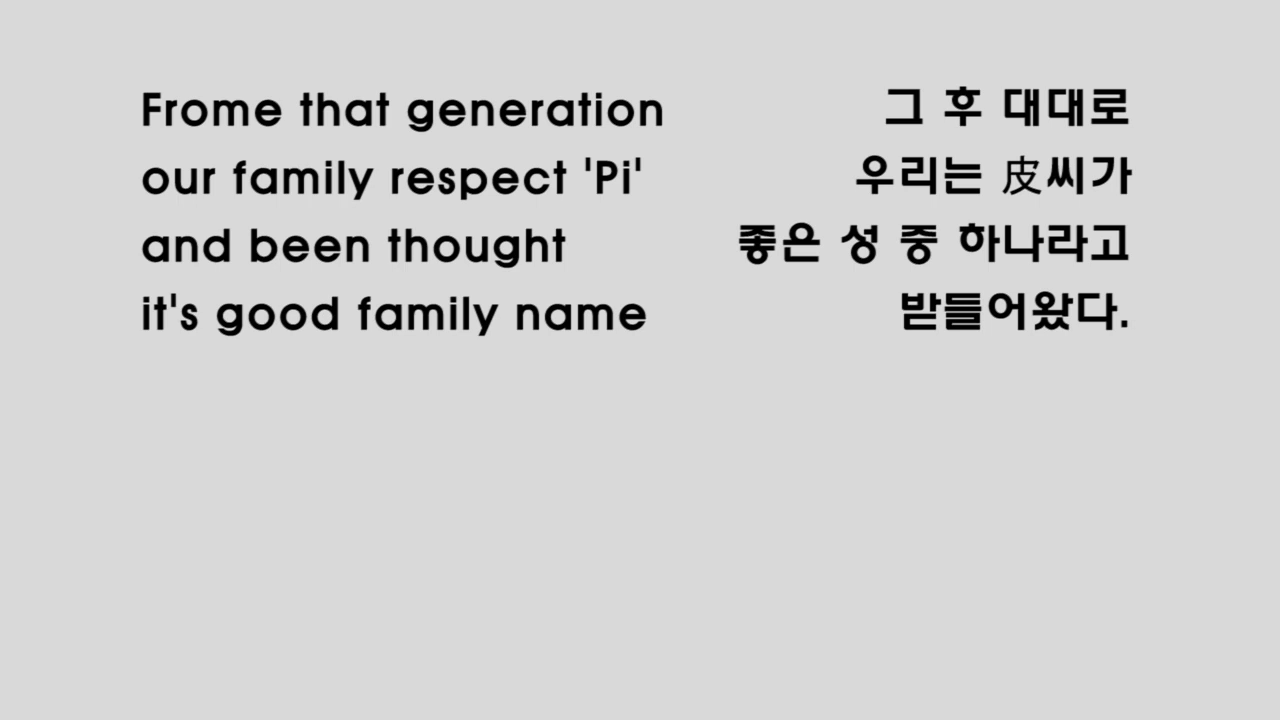 Frome that generation
our family respect 'Pi'
and been thought
it's good family name
그 후 대대로
우리는 皮씨가
좋은 성 중 하나라고
받들어왔다.